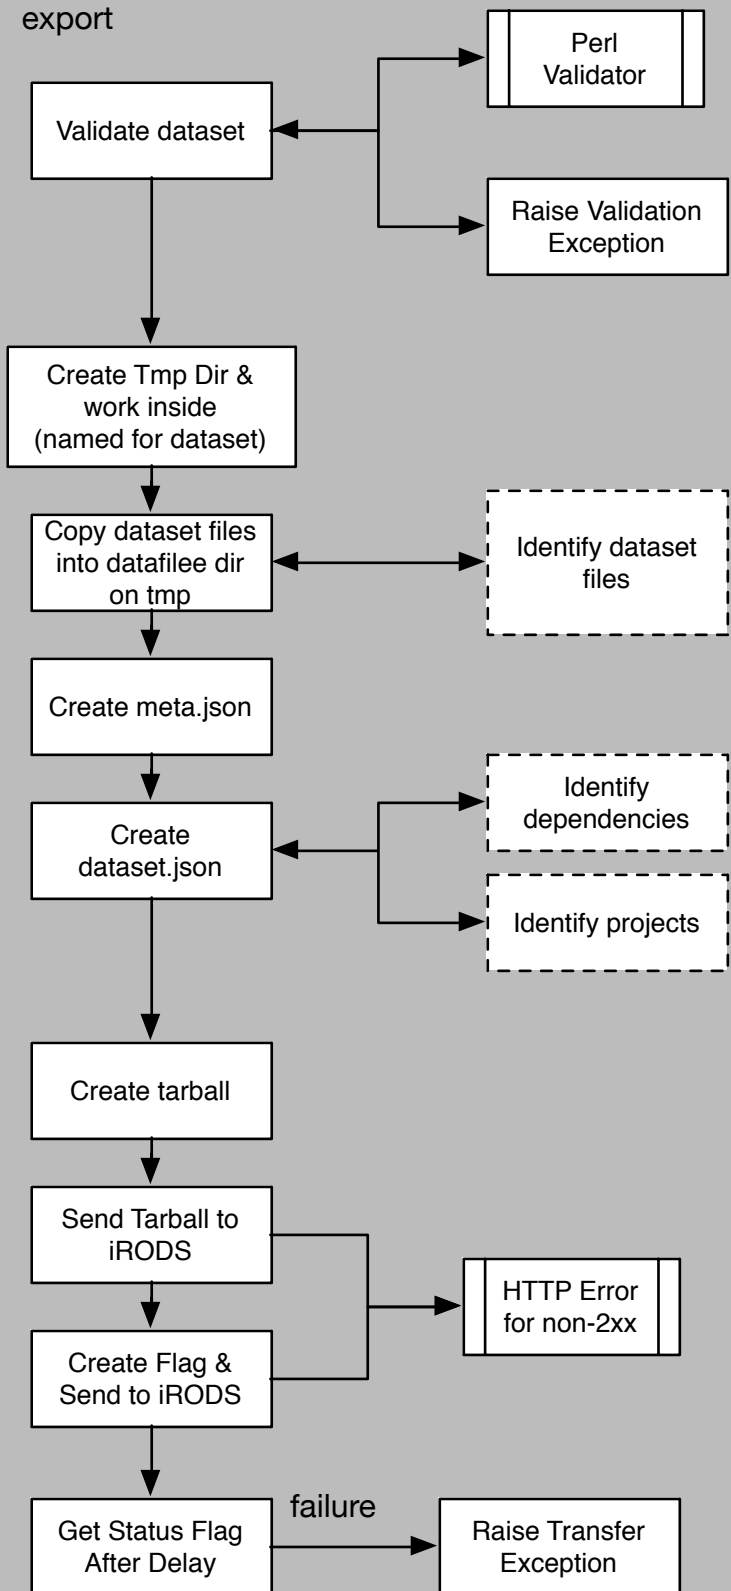 export
Perl
Validator
Validate dataset
Raise Validation
Exception
Create Tmp Dir &
work inside
(named for dataset)
Copy dataset files
into datafilee dir
on tmp
Identify dataset
files
Create meta.json
Identify
dependencies
Create
dataset.json
Identify projects
Create tarball
Send Tarball to
iRODS
HTTP Error
for non-2xx
Create Flag &
Send to iRODS
failure
Get Status Flag
After Delay
Raise Transfer
Exception